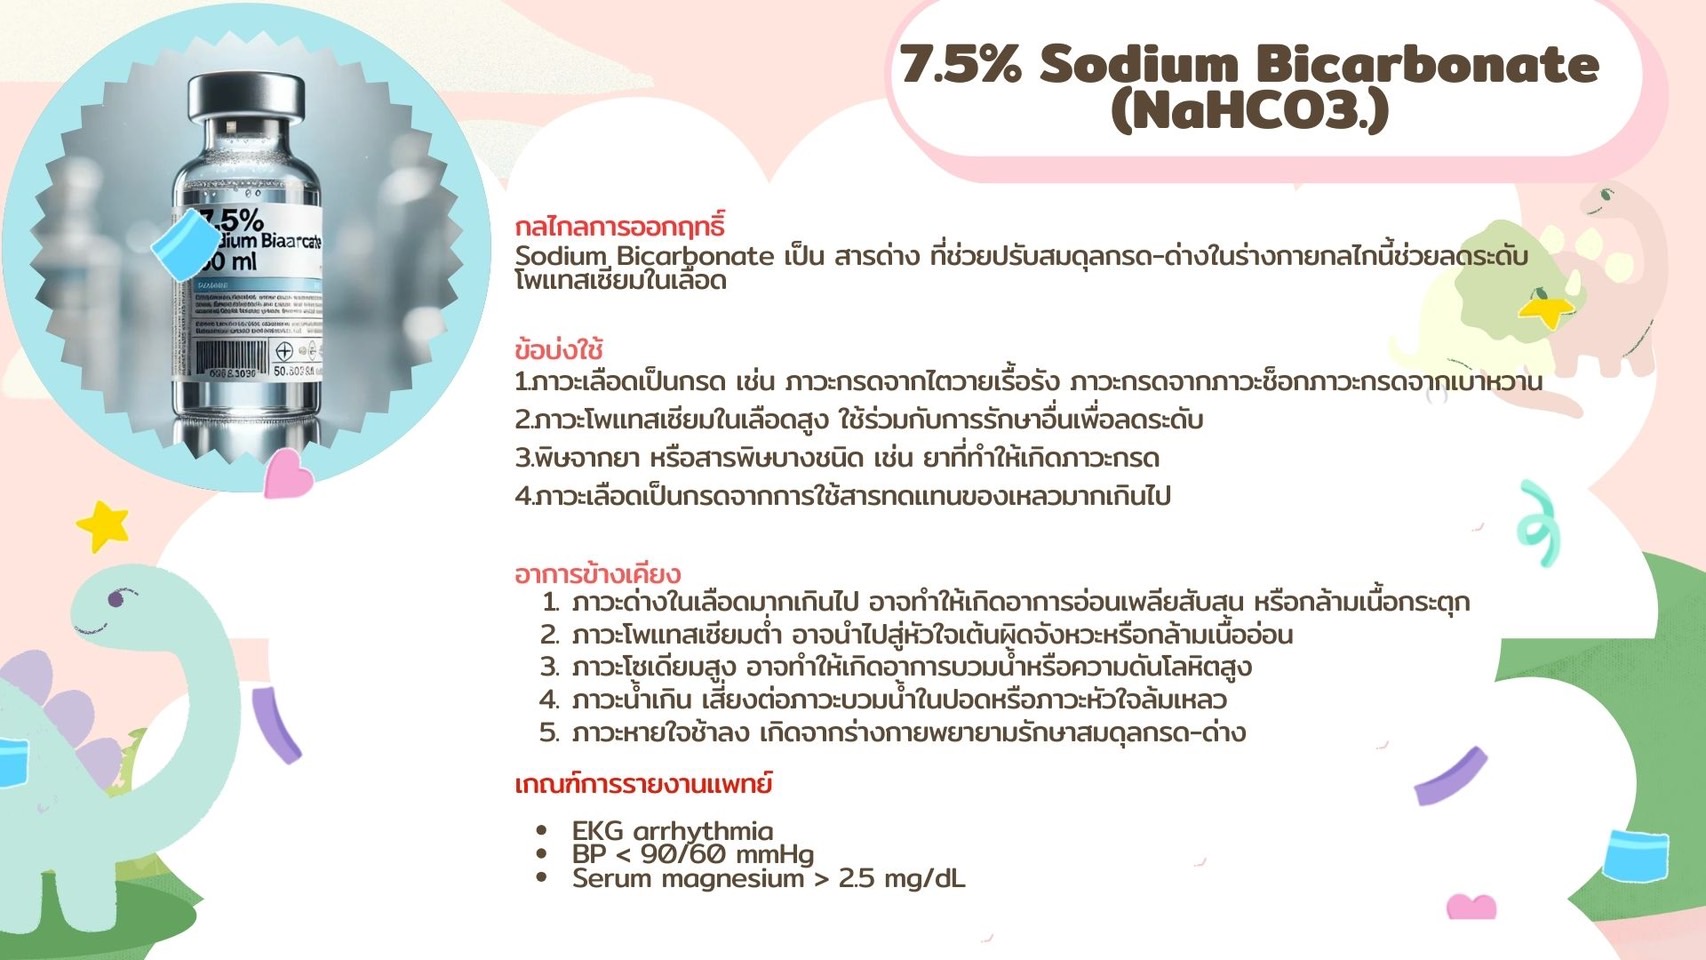 7.5% Sodium Bicarbonate
(NaHCO3.)
7.5%
dium Biaarcate
50 ml
กลไกลการออกฤทธิ์
Sodium Bicarbonate เป็น สารด่าง ที่ช่วยปรับสมดุลกรด-ด่างในร่างกายกลไกนี้ช่วยลดระดับ
โพแทสเซียมในเลือด
ข้อบ่งใช้
1.ภาวะเลือดเป็นกรด เช่น ภาวะกรดจากไตวายเรื้อรัง ภาวะกรดจากภาวะช็อกภาวะกรดจากเบาหวาน
2.ภาวะโพแทสเซียมในเลือดสูง ใช้ร่วมกับการรักษาอื่นเพื่อลดระดับ
3.พิษจากยา หรือสารพิษบางชนิด เช่น ยาที่ทำให้เกิดภาวะกรด
4.ภาวะเลือดเป็นกรดจากการใช้สารทดแทนของเหลวมากเกินไป
อาการข้างเคียง
1. ภาวะด่างในเลือดมากเกินไป อาจทำให้เกิดอาการอ่อนเพลียสับสน หรือกล้ามเนื้อกระตุก
2. ภาวะโพแทสเซียมต่ำ อาจนำไปสู่หัวใจเต้นผิดจังหวะหรือกล้ามเนื้ออ่อน
3. ภาวะโซเดียมสูง อาจทำให้เกิดอาการบวมน้ำหรือความดันโลหิตสูง
4. ภาวะน้ำเกิน เสี่ยงต่อภาวะบวมน้ำในปอดหรือภาวะหัวใจล้มเหลว
5. ภาวะหายใจช้าลง เกิดจากร่างกายพยายามรักษาสมดุลกรด-ด่าง
เกณฑ์การรายงานแพทย์
• EKG arrhythmia
• BP < 90/60 mmHg
• Serum magnesium > 2.5 mg/dL